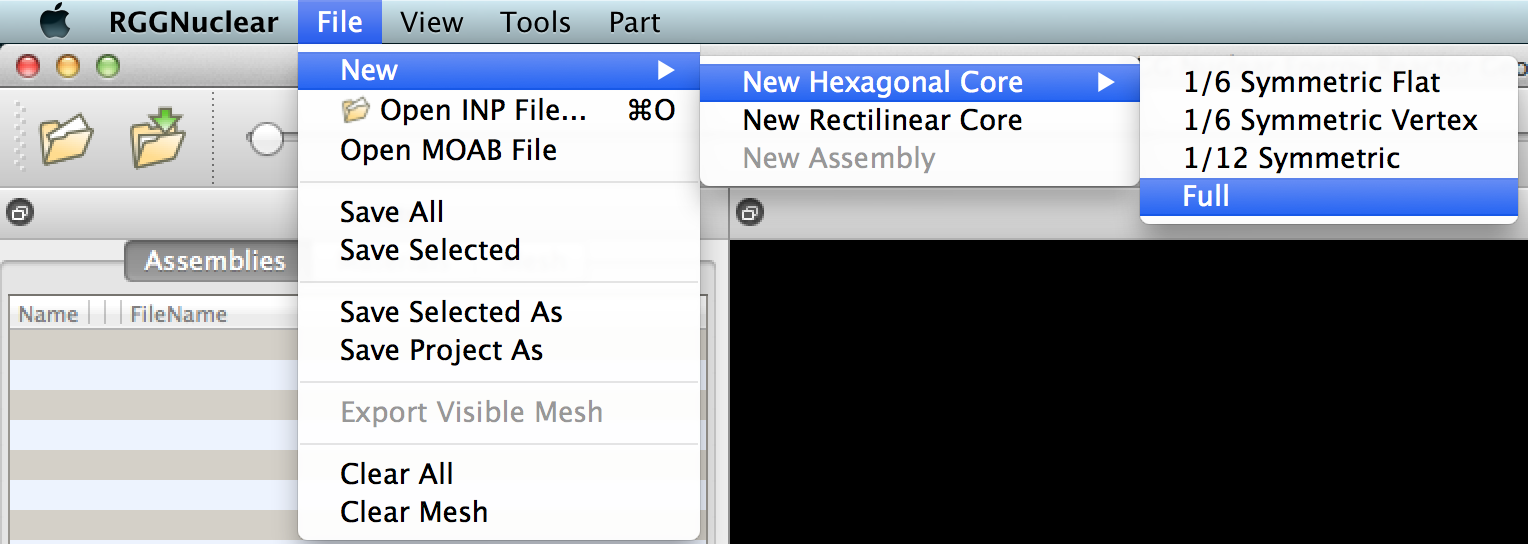 RGGNuclear File View Tools Part
New
Open INP File... ⌘O
Open MOAB File
Save All
Save Selected
Save Selected As
Save Project As
Export Visible Mesh
Clear All
Clear Mesh
New Hexagonal Core
New Rectilinear Core
New Assembly
1/6 Symmetric Flat
1/6 Symmetric Vertex
1/12 Symmetric
Full
Assemblies
Name FileName